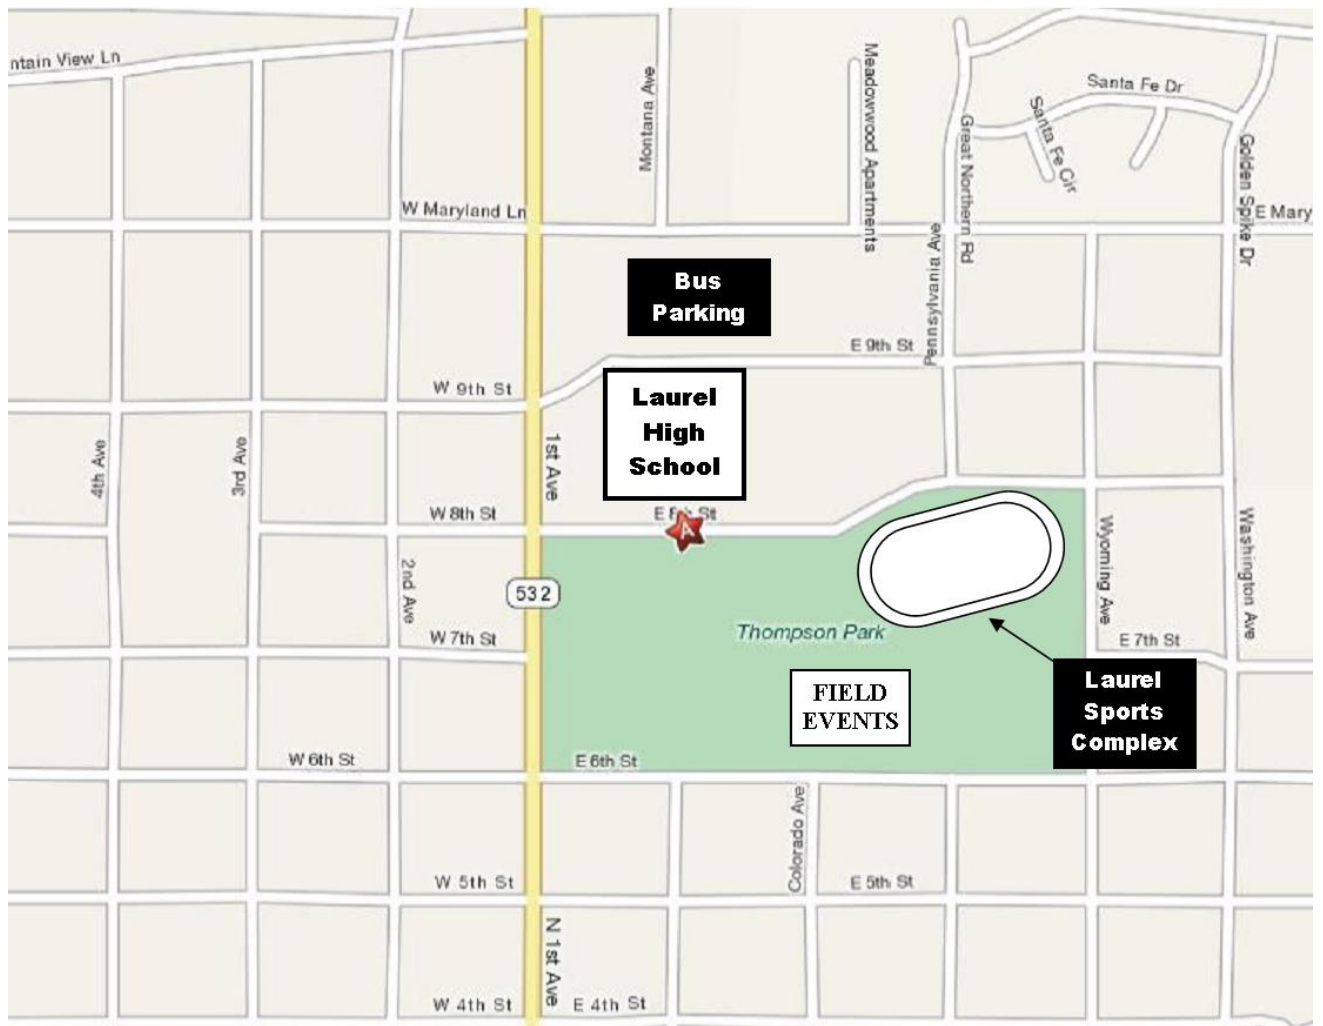 ntain View Ln
Montana Ave
Meadowwood Apartments
Great Northern Rd
Santa Fe Dr
Santa Fe Cir
Golden Spike Dr
W Maryland Ln
E Mary
Bus
Parking
Pennsylvania Ave
E 9th St
W 9th St
Laurel
High
School
4th Ave
3rd Ave
1st Ave
W 8th St
E 8th St
A
2nd Ave
532
Wyoming Ave
Washington Ave
W 7th St
Thompson Park
E 7th St
FIELD
EVENTS
Laurel
Sports
Complex
W 6th St
E 6th St
Colorado Ave
W 5th St
E 5th St
N 1st Ave
W 4th St
E 4th St